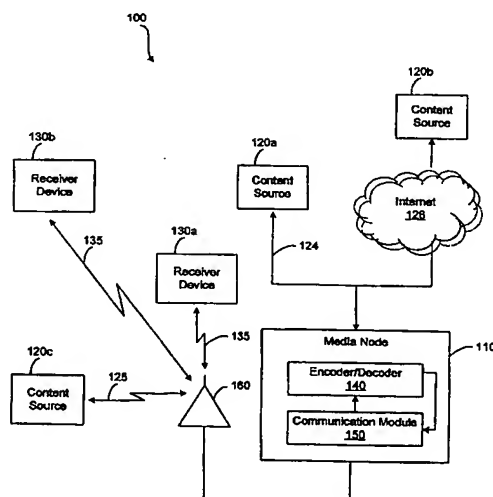 100
120b
Content
Source
130b
Receiver
Device
120a
Content
Source
Internet
126
135
130a
Receiver
Device
124
135
120c
Content
Source
125
160
Media Node
110
Encoder/Decoder
140
Communication Module
150